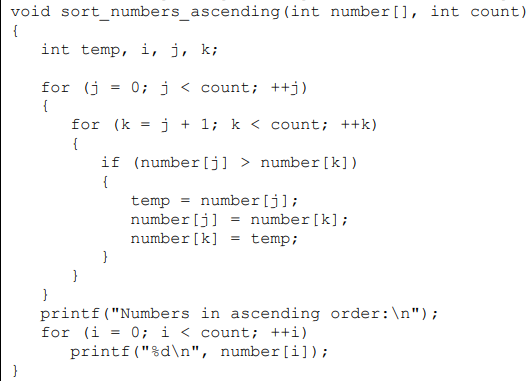 void sort_numbers_ascending(int number[], int count)
{
   int temp, i, j, k;

   for (j = 0; j < count; ++j)
   {
      for (k = j + 1; k < count; ++k)
      {
         if (number[j] > number[k])
         {
            temp = number[j];
            number[j] = number[k];
            number[k] = temp;
         }
      }
   }
   printf("Numbers in ascending order:\n");
   for (i = 0; i < count; ++i)
      printf("%d\n", number[i]);
}